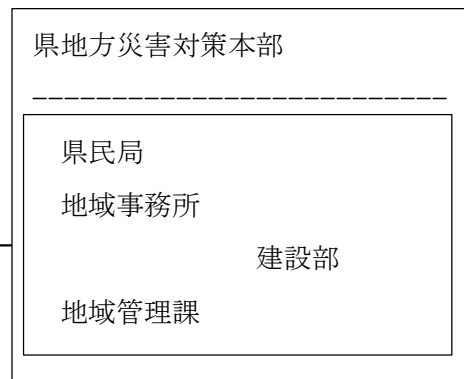 県地方災害対策本部
県民局
地域事務所
建設部
地域管理課